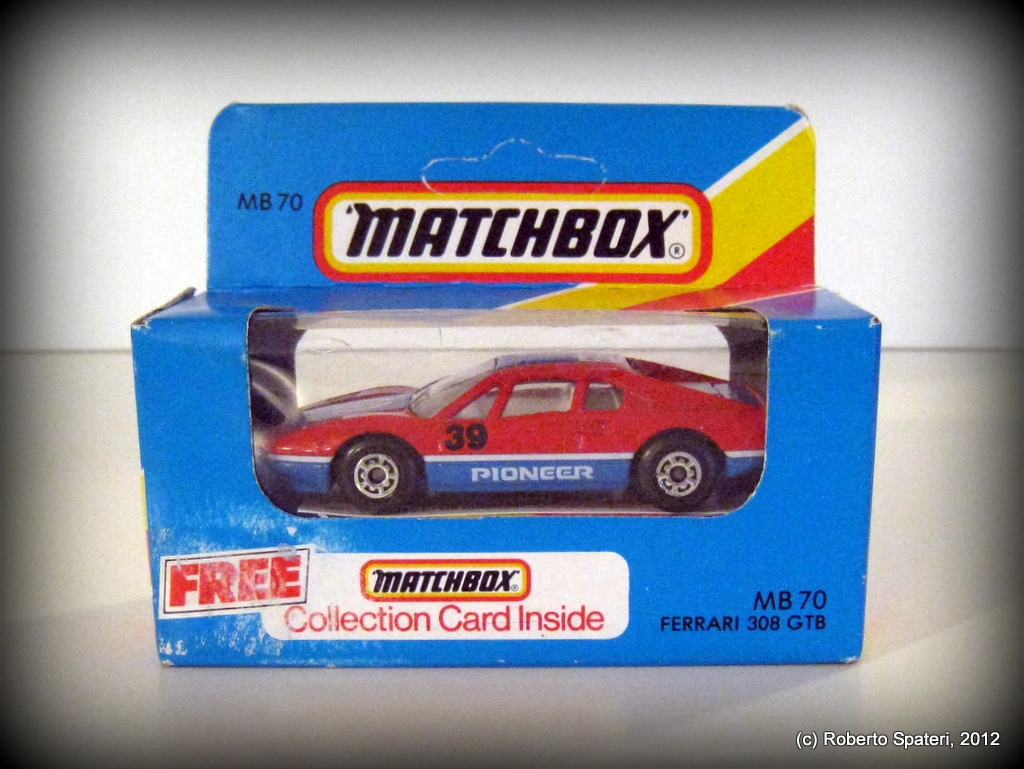 MB 70
'MATCHBOX'®
39
PIONEER
FREE
'MATCHBOX'®
Collection Card Inside
MB 70
FERRARI 308 GTB
(c) Roberto Spateri, 2012